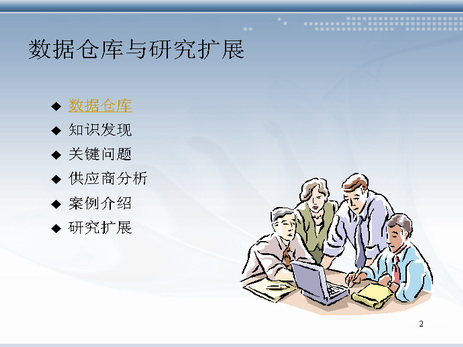 数据仓库与研究扩展
◆ 数据仓库
◆ 知识发现
◆ 关键问题
◆ 供应商分析
◆ 案例介绍
◆ 研究扩展
2